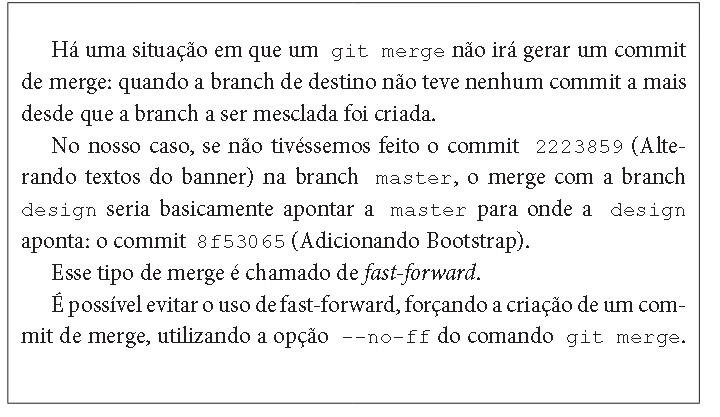 Há uma situação em que um git merge não irá gerar um commit
de merge: quando a branch de destino não teve nenhum commit a mais
desde que a branch a ser mesclada foi criada.
No nosso caso, se não tivéssemos feito o commit 2223859 (Alte-
rando textos do banner) na branch master, o merge com a branch
design seria basicamente apontar a master para onde a design
aponta: o commit 8f53065 (Adicionando Bootstrap).
Esse tipo de merge é chamado de fast-forward.
É possível evitar o uso de fast-forward, forçando a criação de um com-
mit de merge, utilizando a opção --no-ff do comando git merge.